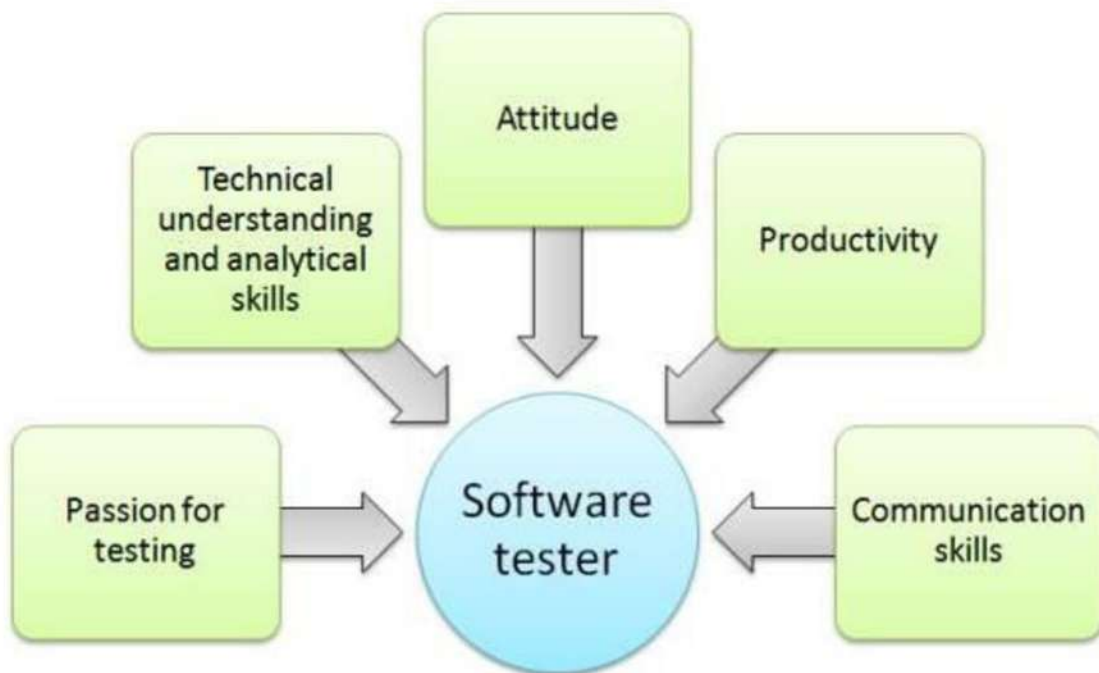 Attitude
Technical
understanding
and analytical
skills
Productivity
Passion for
testing
Software
tester
Communication
skills